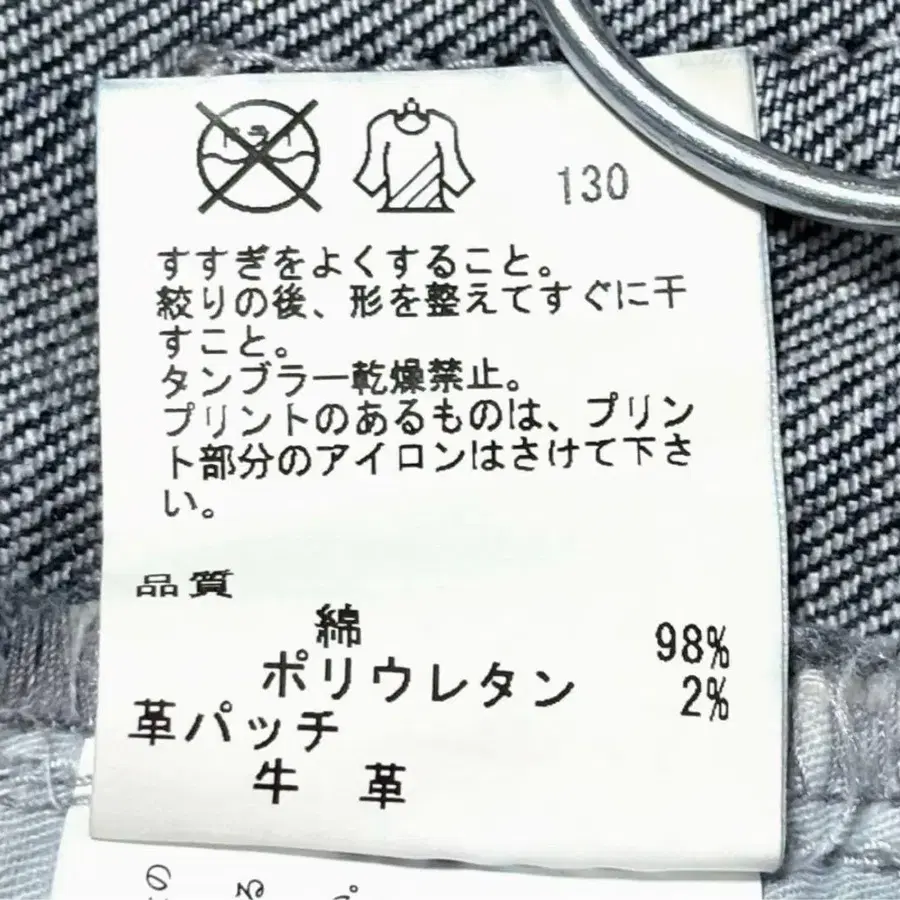 ドライ
130
すすぎをよくすること。
絞りの後、形を整えてすぐに干
すこと。
タンブラー乾燥禁止。
プリントのあるものは、プリン
ト部分のアイロンはさけて下さ
い。
品質
綿 98%
ポリウレタン 2%
革パッチ
牛 革
の
る
。